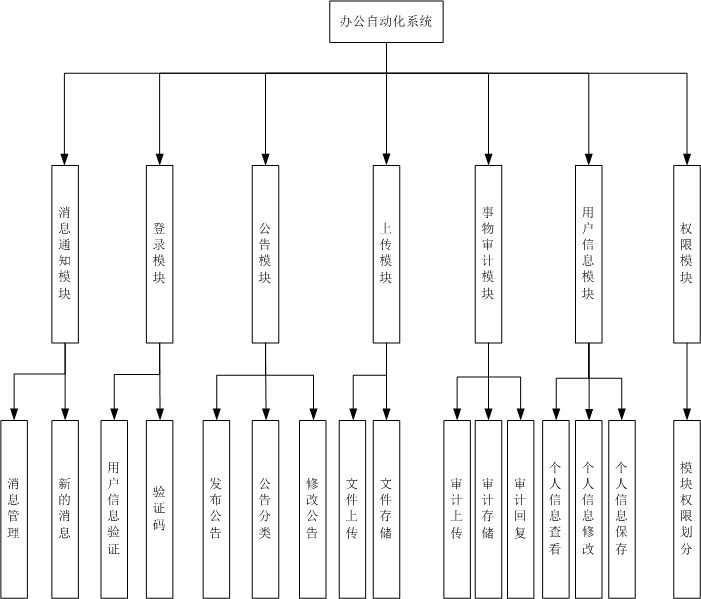 办公自动化系统
消息通知模块
登录模块
公告模块
上传模块
事物审计模块
用户信息模块
权限模块
消息管理
新的消息
用户信息验证
验证码
发布公告
公告分类
修改公告
文件上传
文件存储
审计上传
审计存储
审计回复
个人信息查看
个人信息修改
个人信息保存
模块权限划分